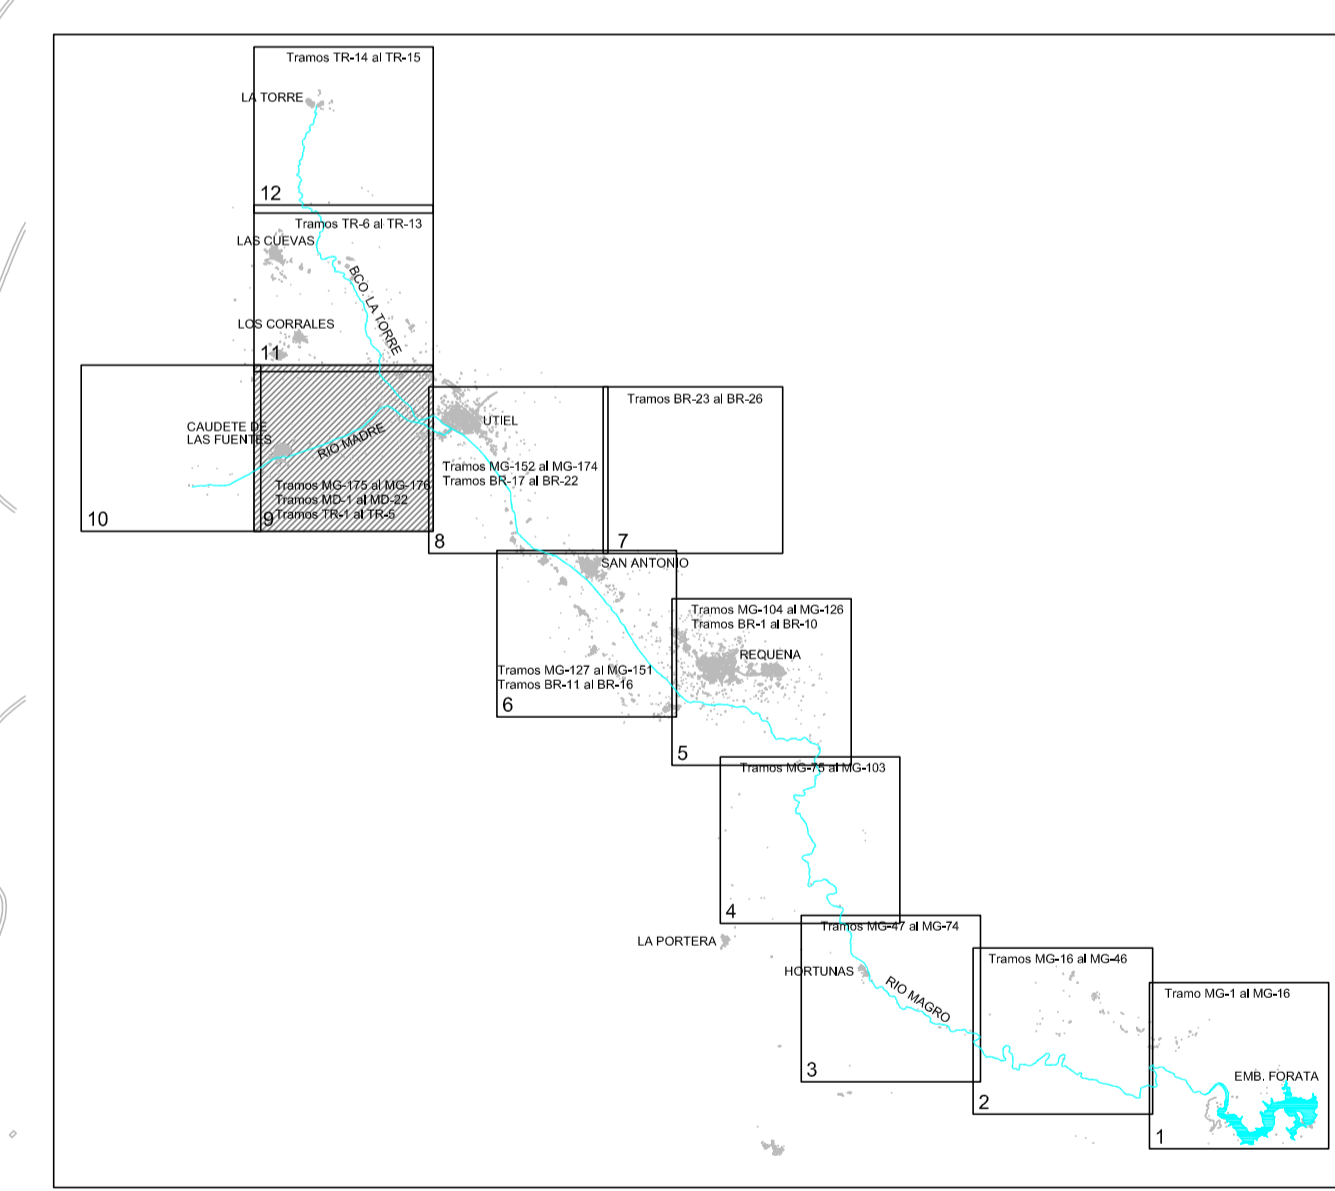 Tramos TR-14 al TR-15
LA TORRE
12
Tramos TR-6 al TR-13
LAS CUEVAS
BCO. LA TORRE
LOS CORRALES
11
Tramos BR-23 al BR-26
CAUDETE DE
LAS FUENTES
RIO MADRE
UTIEL
Tramos MG-152 al MG-174
Tramos BR-17 al BR-22
Tramos MG-175 al MG-176
Tramos MD-1 al MD-22
Tramos TR-1 al TR-5
10
9
8
7
SAN ANTONIO
Tramos MG-104 al MG-126
Tramos BR-1 al BR-10
REQUENA
Tramos MG-127 al MG-151
Tramos BR-11 al BR-16
6
5
Tramos MG-75 al MG-103
4
Tramos MG-47 al MG-74
LA PORTERA
HORTUNAS
RIO MAGRO
Tramos MG-16 al MG-46
Tramo MG-1 al MG-16
3
EMB. FORATA
2
1